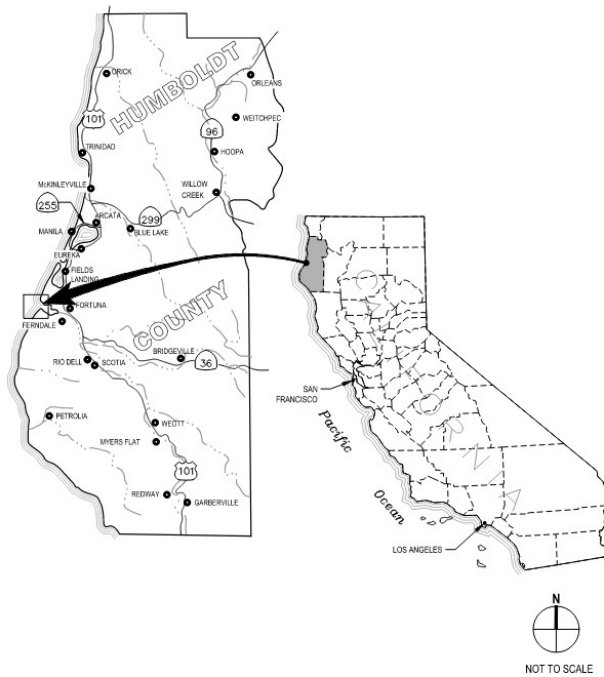 HUMBOLDT
COUNTY
ORICK
ORLEANS
WEITCHPEC
101
96
TRINIDAD
HOOPA
McKINLEYVILLE
WILLOW
CREEK
255
ARCATA
299
MANILA
BLUE LAKE
EUREKA
FIELDS
LANDING
FORTUNA
FERNDALE
RIO DELL
SCOTIA
BRIDGEVILLE
36
PETROLIA
WEOTT
MYERS FLAT
101
REDWAY
GARBERVILLE
CALIFORNIA
SAN
FRANCISCO
Pacific
Ocean
LOS ANGELES
N
NOT TO SCALE